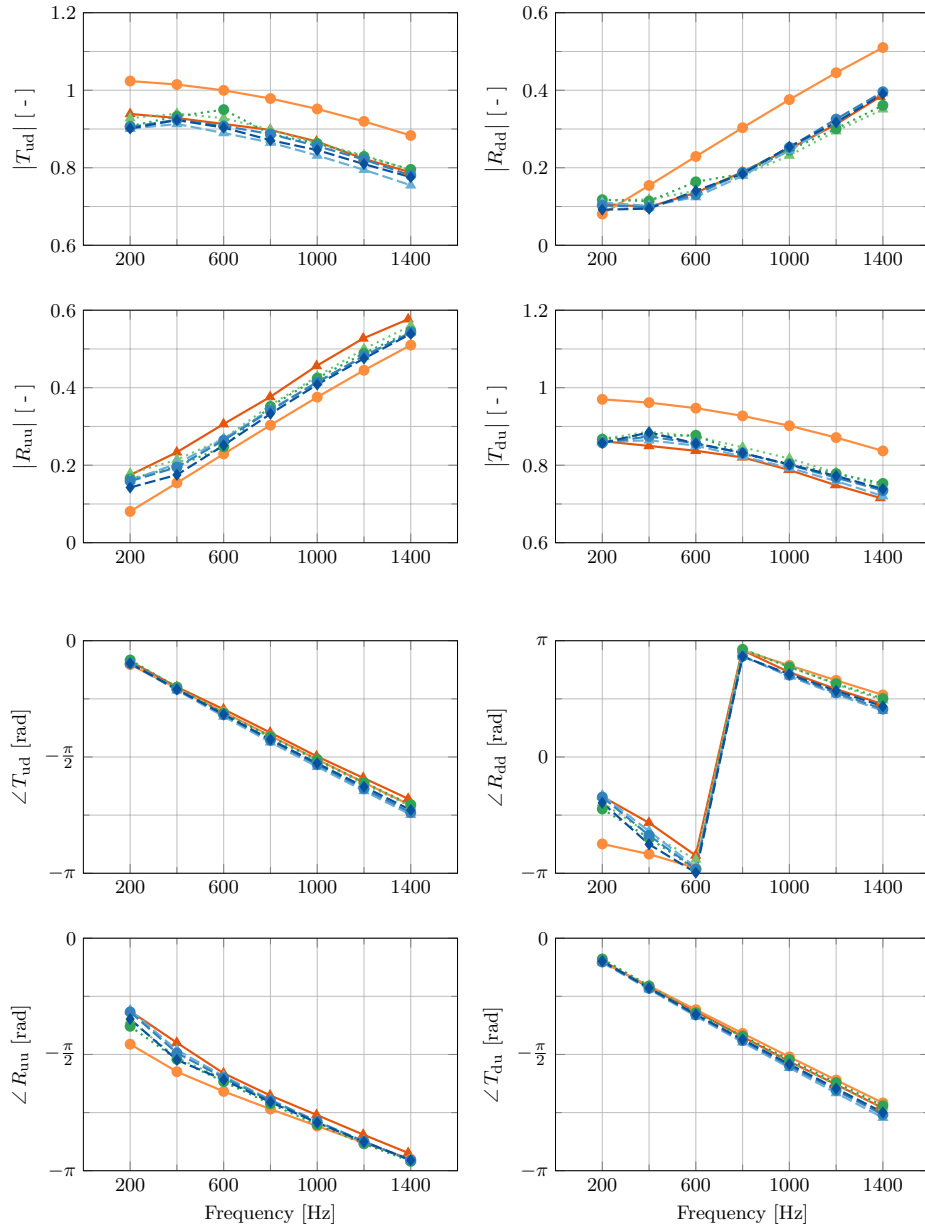 1.2
1
0.8
0.6
|T_ud| [ - ]
200 600 1000 1400
0.6
0.4
0.2
0
|R_dd| [ - ]
200 600 1000 1400
0.6
0.4
0.2
0
|R_uu| [ - ]
200 600 1000 1400
1.2
1
0.8
0.6
|T_du| [ - ]
200 600 1000 1400
0
−π/2
−π
∠T_ud [rad]
200 600 1000 1400
π
0
−π
∠R_dd [rad]
200 600 1000 1400
0
−π/2
−π
∠R_uu [rad]
200 600 1000 1400
Frequency [Hz]
0
−π/2
−π
∠T_du [rad]
200 600 1000 1400
Frequency [Hz]